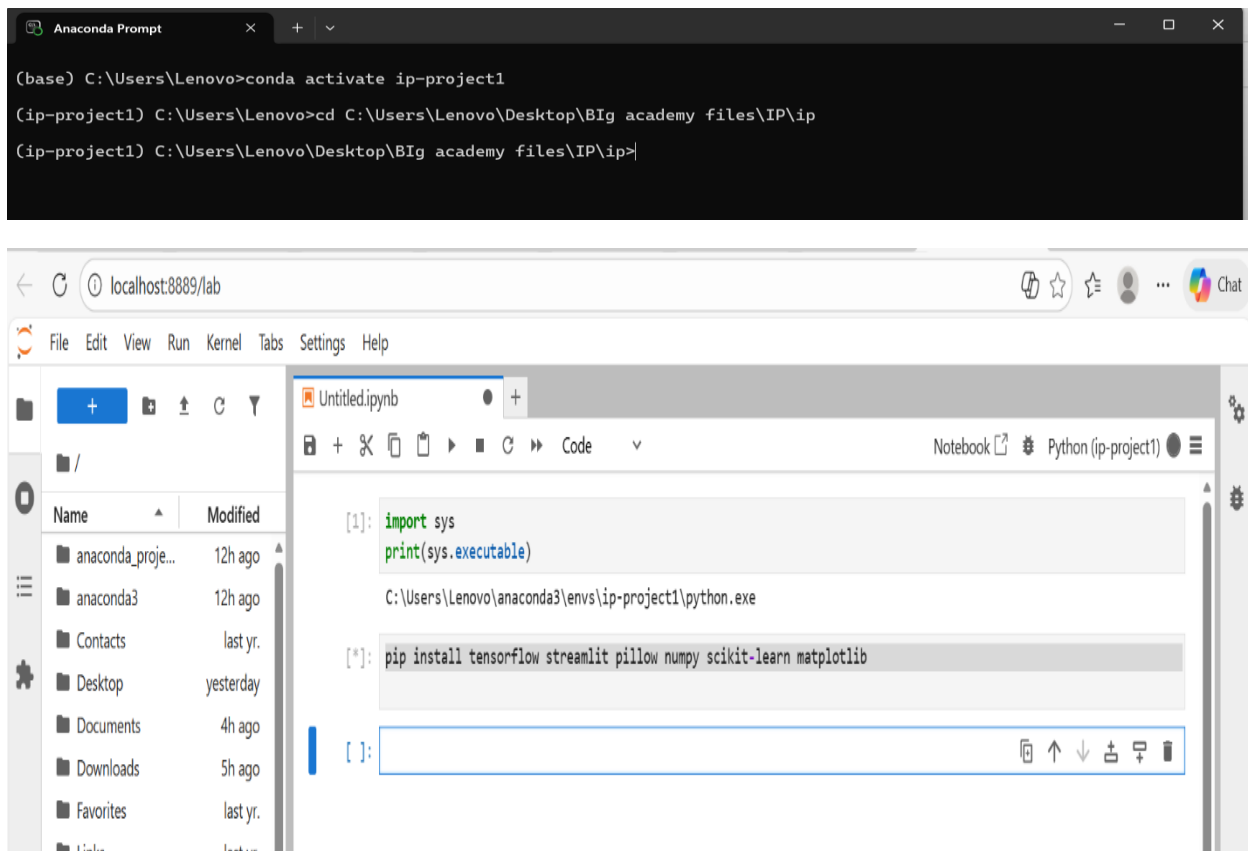 Anaconda Prompt
(base) C:\Users\Lenovo>conda activate ip-project1
(ip-project1) C:\Users\Lenovo>cd C:\Users\Lenovo\Desktop\BIg academy files\IP\ip
(ip-project1) C:\Users\Lenovo\Desktop\BIg academy files\IP\ip>
localhost:8889/lab
Chat
File Edit View Run Kernel Tabs Settings Help
Untitled.ipynb
Code
Notebook
Python (ip-project1)
/
Name Modified
anaconda_proje... 12h ago
anaconda3 12h ago
Contacts last yr.
Desktop yesterday
Documents 4h ago
Downloads 5h ago
Favorites last yr.
[1]: import sys
print(sys.executable)
C:\Users\Lenovo\anaconda3\envs\ip-project1\python.exe
[*]: pip install tensorflow streamlit pillow numpy scikit-learn matplotlib
[ ]: